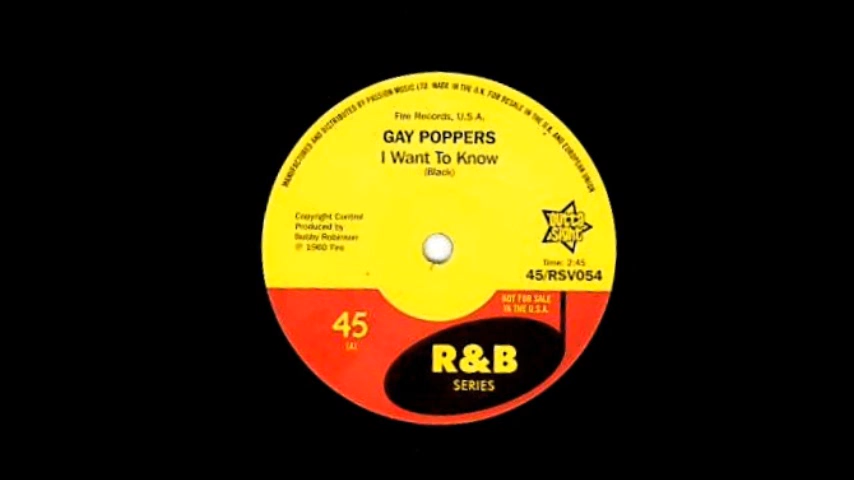 MANUFACTURED AND DISTRIBUTED BY PASSION MUSIC LTD. MADE IN THE U.K. FOR RESALE IN THE U.K. AND EUROPEAN UNION
Fire Records, U.S.A.
GAY POPPERS
I Want To Know
(Black)
Copyright Control
Produced by
Bobby Robinson
℗ 1960 Fire
outta
sight
Time: 2:45
45/RSV054
NOT FOR SALE
IN THE U.S.A.
45
R&B
SERIES